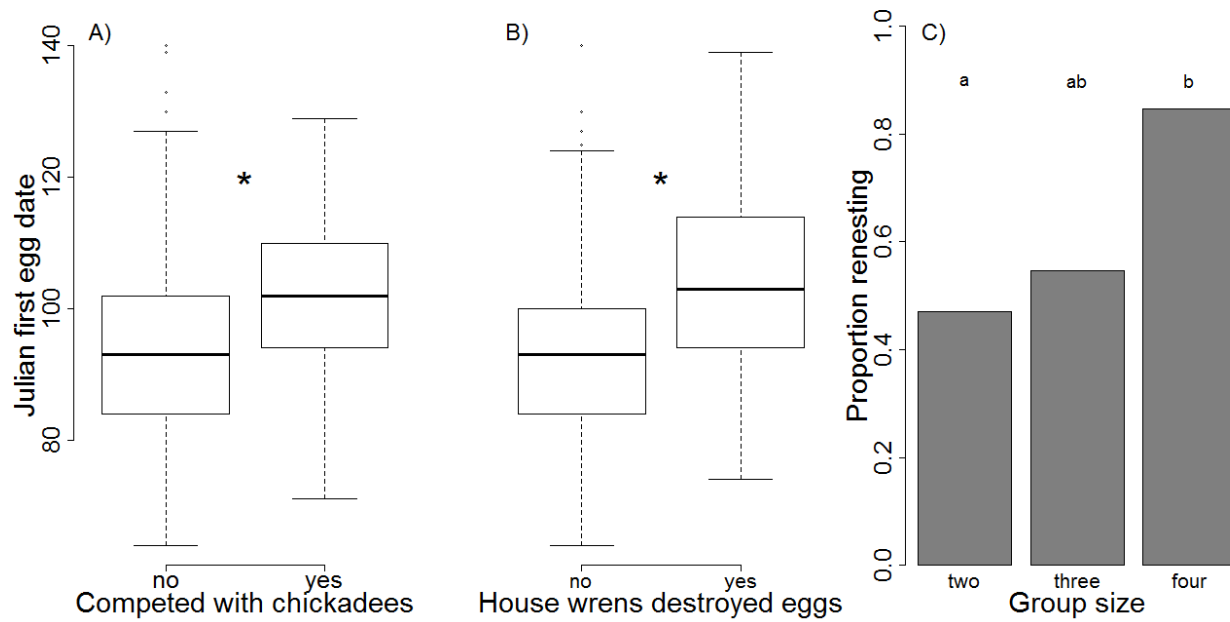 A)
Julian first egg date
140
120
100
80
*
no yes
Competed with chickadees
B)
*
no yes
House wrens destroyed eggs
C)
Proportion renesting
1.0
0.8
0.6
0.4
0.2
0.0
a ab b
two three four
Group size